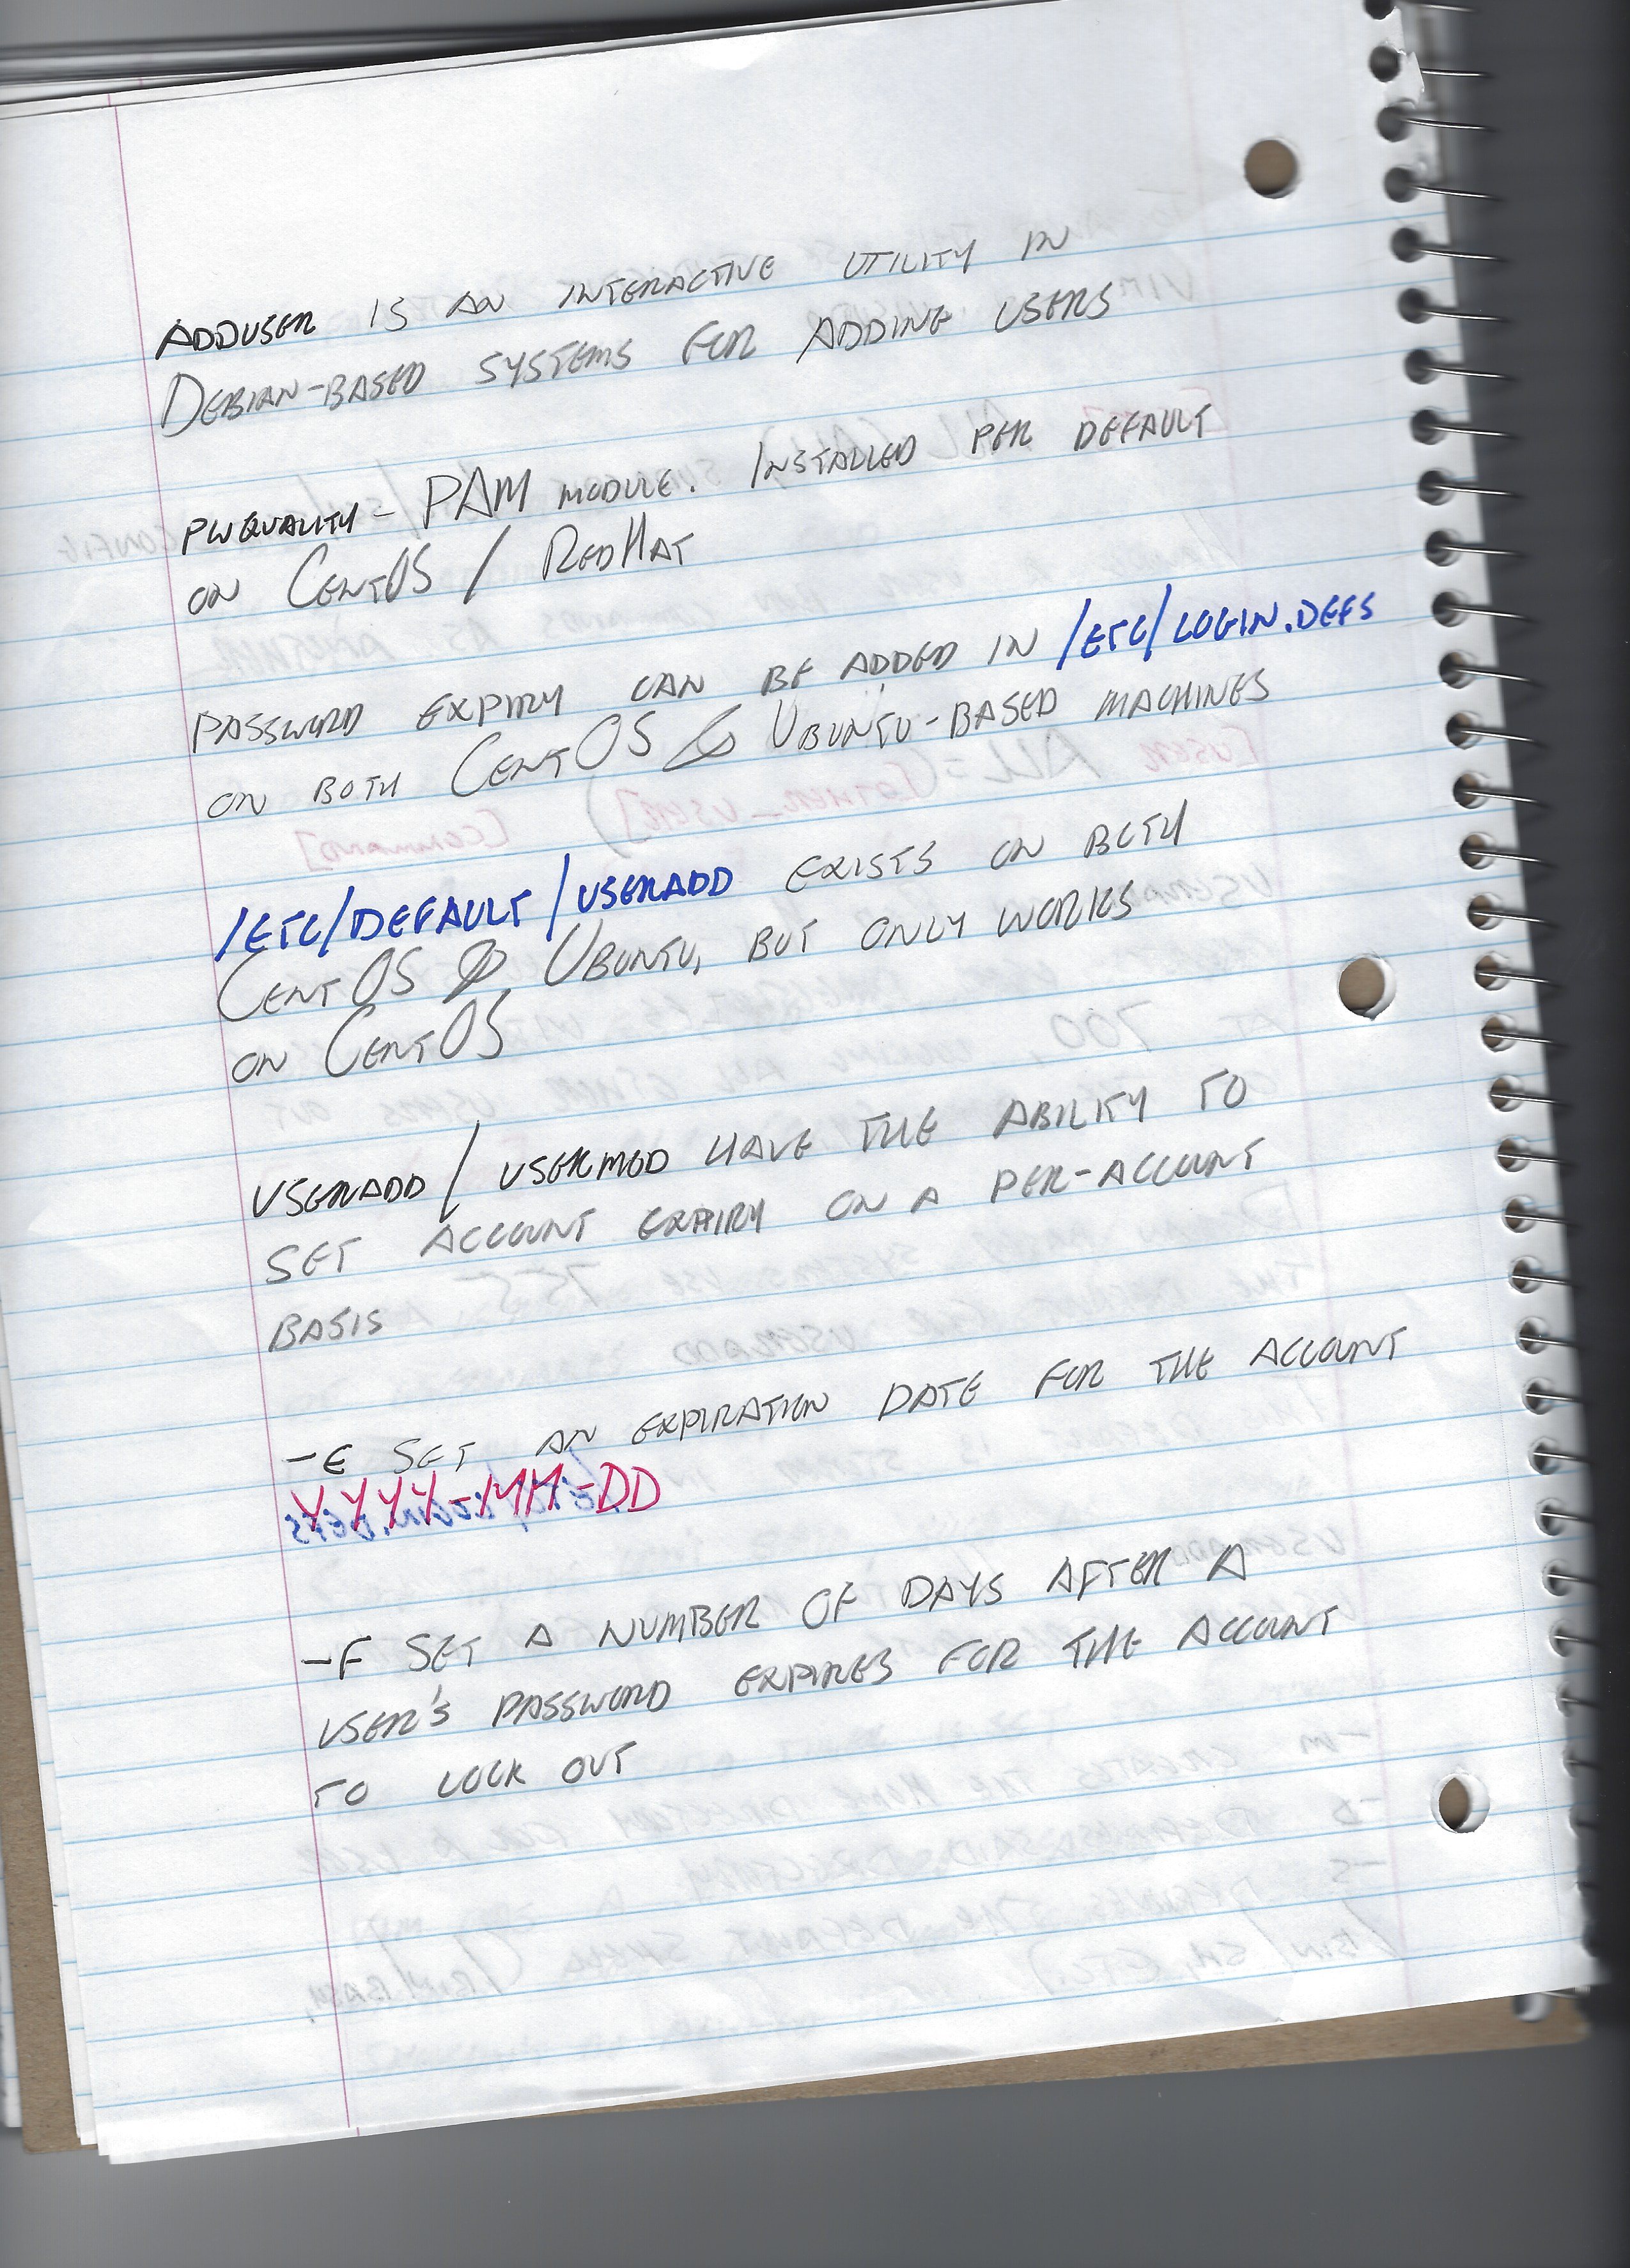 ADDUSER IS AN INTERACTIVE UTILITY IN
DEBIAN-BASED SYSTEMS FOR ADDING USERS
PWQUALITY - PAM MODULE. INSTALLED PER DEFAULT
ON CENTOS / REDHAT
PASSWORD EXPIRY CAN BE ADDED IN /ETC/LOGIN.DEFS
ON BOTH CENTOS & UBUNTU-BASED MACHINES
/ETC/DEFAULT/USERADD EXISTS ON BOTH
CENTOS & UBUNTU, BUT ONLY WORKS
ON CENTOS
USERADD / USERMOD HAVE THE ABILITY TO
SET ACCOUNT EXPIRY ON A PER-ACCOUNT
BASIS
-E SET AN EXPIRATION DATE FOR THE ACCOUNT
YYYY-MM-DD
-F SET A NUMBER OF DAYS AFTER A
USER'S PASSWORD EXPIRES FOR THE ACCOUNT
TO LOCK OUT